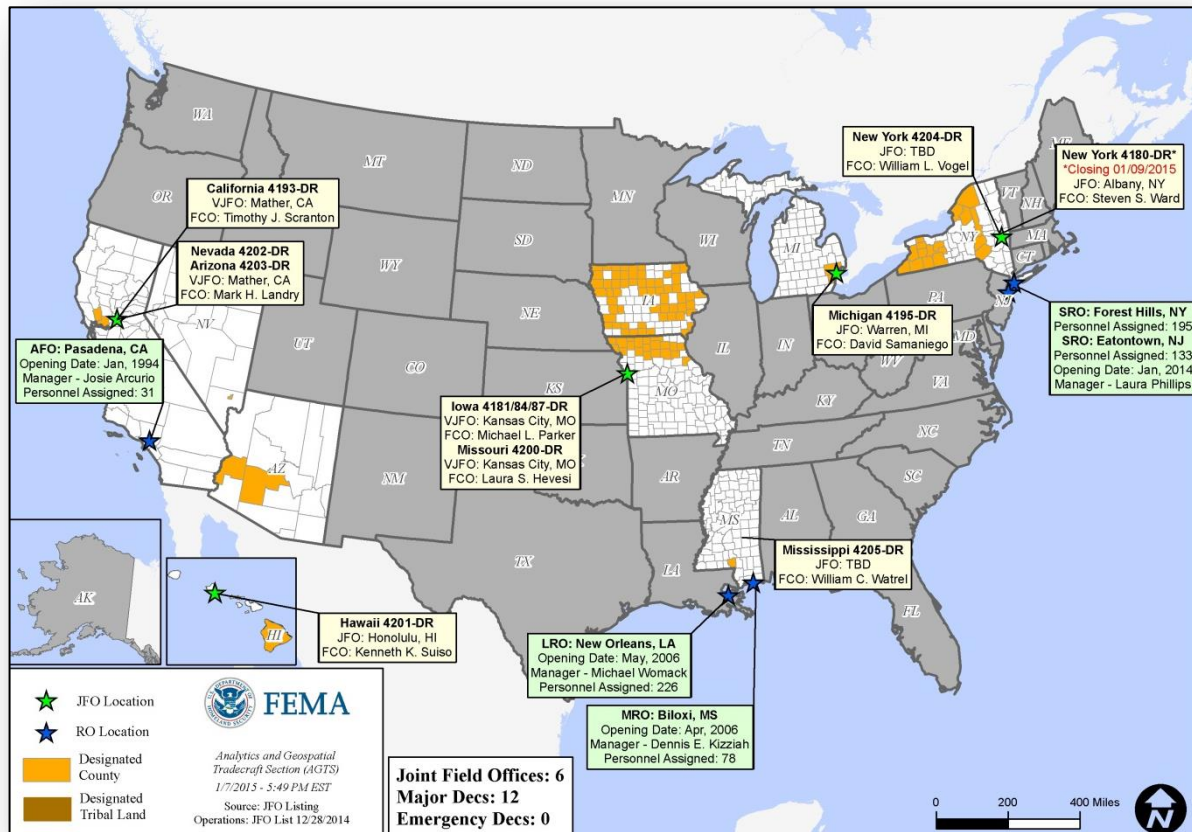 WA
MT
ND
MN
OR
ID
SD
WI
WY
NE
IA
MI
NY
VT
NH
ME
MA
CT
NJ
PA
MD
NV
UT
CO
KS
MO
IL
IN
WV
VA
KY
TN
NC
SC
AZ
NM
AR
MS
AL
GA
TX
LA
FL
AK
HI
California 4193-DR
VJFO: Mather, CA
FCO: Timothy J. Scranton
Nevada 4202-DR
Arizona 4203-DR
VJFO: Mather, CA
FCO: Mark H. Landry
AFO: Pasadena, CA
Opening Date: Jan, 1994
Manager - Josie Arcurio
Personnel Assigned: 31
New York 4204-DR
JFO: TBD
FCO: William L. Vogel
New York 4180-DR*
*Closing 01/09/2015
JFO: Albany, NY
FCO: Steven S. Ward
Michigan 4195-DR
JFO: Warren, MI
FCO: David Samaniego
SRO: Forest Hills, NY
Personnel Assigned: 195
SRO: Eatontown, NJ
Personnel Assigned: 133
Opening Date: Jan, 2014
Manager - Laura Phillips
Iowa 4181/84/87-DR
VJFO: Kansas City, MO
FCO: Michael L. Parker
Missouri 4200-DR
VJFO: Kansas City, MO
FCO: Laura S. Hevesi
Mississippi 4205-DR
JFO: TBD
FCO: William C. Watrel
Hawaii 4201-DR
JFO: Honolulu, HI
FCO: Kenneth K. Suiso
LRO: New Orleans, LA
Opening Date: May, 2006
Manager - Michael Womack
Personnel Assigned: 226
MRO: Biloxi, MS
Opening Date: Apr, 2006
Manager - Dennis E. Kizziah
Personnel Assigned: 78
JFO Location
RO Location
Designated
County
Designated
Tribal Land
FEMA
Analytics and Geospatial
Tradecraft Section (AGTS)
1/7/2015 - 5:49 PM EST
Source: JFO Listing
Operations: JFO List 12/28/2014
Joint Field Offices: 6
Major Decs: 12
Emergency Decs: 0
0 200 400 Miles
N